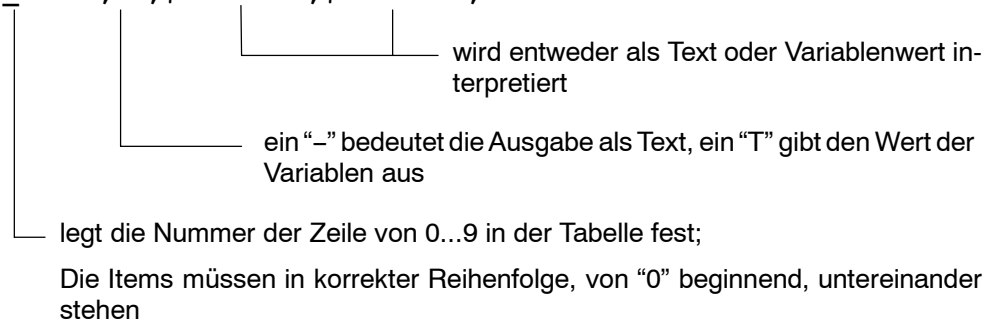 wird entweder als Text oder Variablenwert in-
terpretiert
ein “–” bedeutet die Ausgabe als Text, ein “T” gibt den Wert der
Variablen aus
legt die Nummer der Zeile von 0...9 in der Tabelle fest;
Die Items müssen in korrekter Reihenfolge, von “0” beginnend, untereinander
stehen